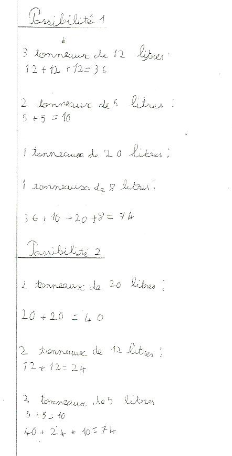 Possibilité 1
3 tonneaux de 12 litres:
12 + 12 + 12 = 36
2 tonneaux de 5 litres:
5 + 5 = 10
1 tonneaux de 20 litres:
1 tonneaux de 8 litres:
36 + 10 + 20 + 8 = 74
Possibilité 2
2 tonneaux de 20 litres:
20 + 20 = 40
2 tonneaux de 12 litres:
12 + 12 = 24
2 tonneaux de 5 litres
5 + 5 = 10
40 + 24 + 10 = 74